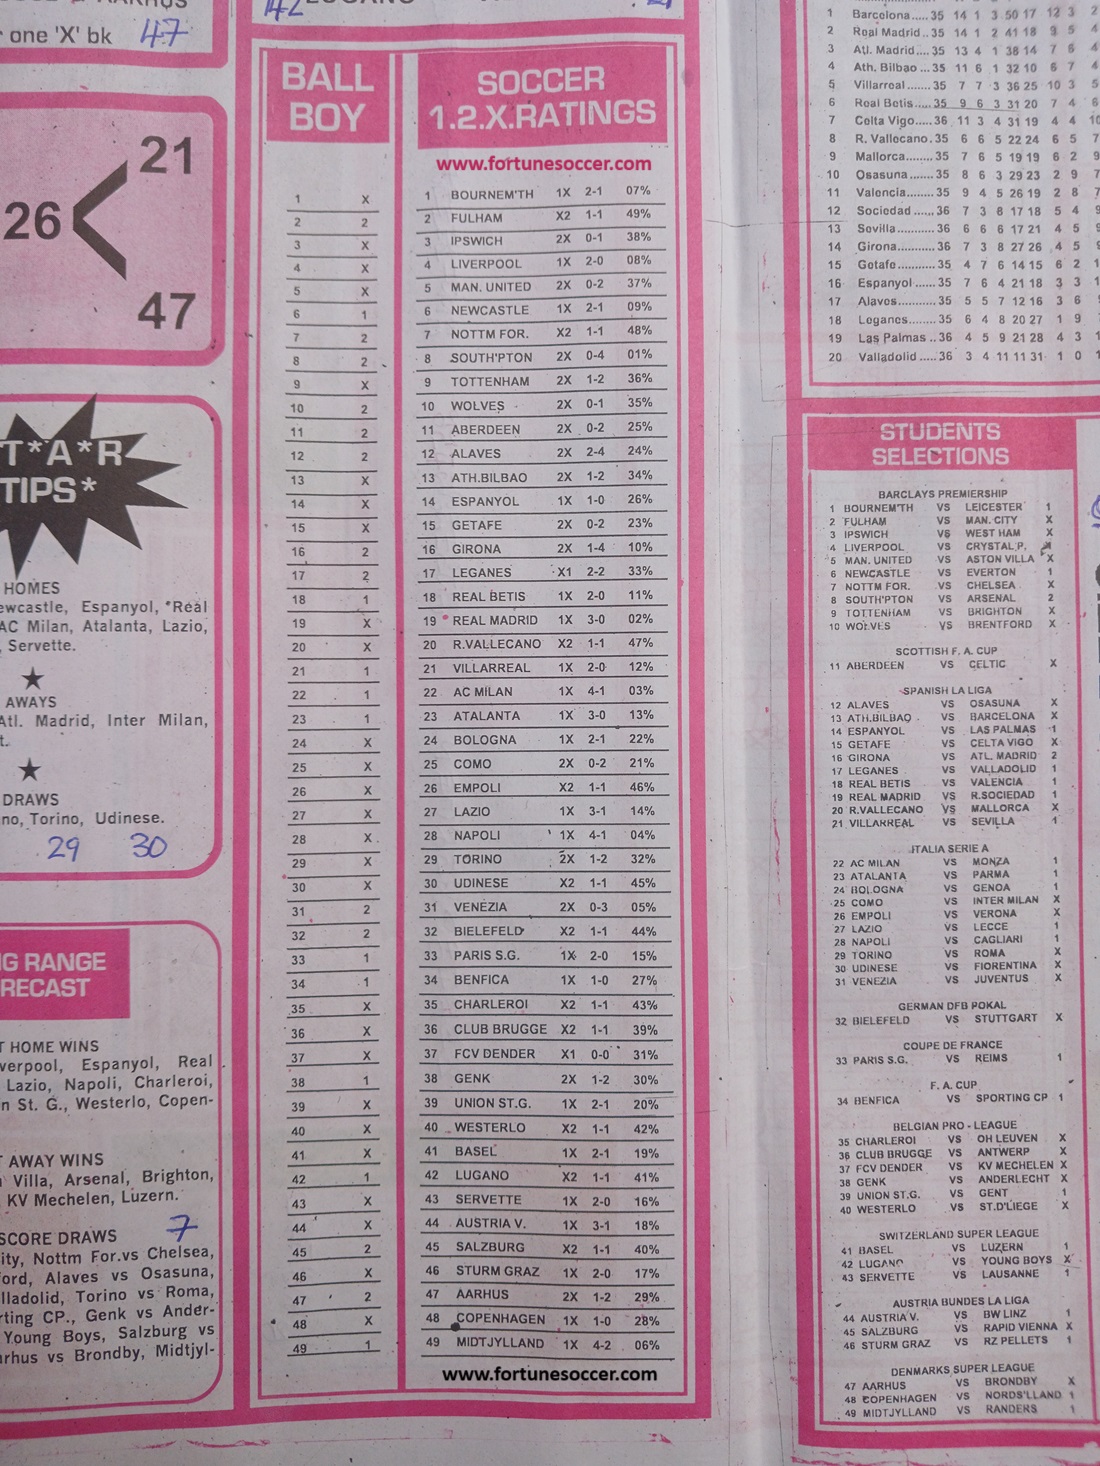 r one 'X' bk 47
21
26
47
T*A*R
TIPS*
HOMES
ewcastle, Espanyol, *Real
AC Milan, Atalanta, Lazio,
, Servette.
AWAYS
Atl. Madrid, Inter Milan,
t.
DRAWS
no, Torino, Udinese.
29 30
G RANGE
RECAST
T HOME WINS
verpool, Espanyol, Real
Lazio, Napoli, Charleroi,
n St. G., Westerlo, Copen-
T AWAY WINS
Villa, Arsenal, Brighton,
KV Mechelen, Luzern.
SCORE DRAWS 7
ity, Nottm For.vs Chelsea,
ord, Alaves vs Osasuna,
lladolid, Torino vs Roma,
rting CP., Genk vs Ander-
Young Boys, Salzburg vs
arhus vs Brondby, Midtjyl-
BALL
BOY
1 X
2 2
3 X
4 X
5 X
6 1
7 2
8 2
9 X
10 2
11 2
12 2
13 X
14 X
15 X
16 2
17 2
18 1
19 X
20 X
21 1
22 1
23 1
24 X
25 X
26 X
27 X
28 X
29 X
30 X
31 2
32 2
33 1
34 1
35 X
36 X
37 X
38 1
39 X
40 X
41 X
42 1
43 X
44 X
45 2
46 X
47 2
48 X
49 1
SOCCER
1.2.X.RATINGS
www.fortunesoccer.com
1 BOURNEM'TH 1X 2-1 07%
2 FULHAM X2 1-1 49%
3 IPSWICH 2X 0-1 38%
4 LIVERPOOL 1X 2-0 08%
5 MAN. UNITED 2X 0-2 37%
6 NEWCASTLE 1X 2-1 09%
7 NOTTM FOR. X2 1-1 48%
8 SOUTH'PTON 2X 0-4 01%
9 TOTTENHAM 2X 1-2 36%
10 WOLVES 2X 0-1 35%
11 ABERDEEN 2X 0-2 25%
12 ALAVES 2X 2-4 24%
13 ATH.BILBAO 2X 1-2 34%
14 ESPANYOL 1X 1-0 26%
15 GETAFE 2X 0-2 23%
16 GIRONA 2X 1-4 10%
17 LEGANES X1 2-2 33%
18 REAL BETIS 1X 2-0 11%
19 REAL MADRID 1X 3-0 02%
20 R.VALLECANO X2 1-1 47%
21 VILLARREAL 1X 2-0 12%
22 AC MILAN 1X 4-1 03%
23 ATALANTA 1X 3-0 13%
24 BOLOGNA 1X 2-1 22%
25 COMO 2X 0-2 21%
26 EMPOLI X2 1-1 46%
27 LAZIO 1X 3-1 14%
28 NAPOLI 1X 4-1 04%
29 TORINO 2X 1-2 32%
30 UDINESE X2 1-1 45%
31 VENEZIA 2X 0-3 05%
32 BIELEFELD X2 1-1 44%
33 PARIS S.G. 1X 2-0 15%
34 BENFICA 1X 1-0 27%
35 CHARLEROI X2 1-1 43%
36 CLUB BRUGGE X2 1-1 39%
37 FCV DENDER X1 0-0 31%
38 GENK 2X 1-2 30%
39 UNION ST.G. 1X 2-1 20%
40 WESTERLO X2 1-1 42%
41 BASEL 1X 2-1 19%
42 LUGANO X2 1-1 41%
43 SERVETTE 1X 2-0 16%
44 AUSTRIA V. 1X 3-1 18%
45 SALZBURG X2 1-1 40%
46 STURM GRAZ 1X 2-0 17%
47 AARHUS 2X 1-2 29%
48 COPENHAGEN 1X 1-0 28%
49 MIDTJYLLAND 1X 4-2 06%
www.fortunesoccer.com
1 Barcelona.....35 14 1 3 50 17 12 3 2
2 Real Madrid..35 14 1 2 41 18 9 5 4
3 Atl. Madrid....35 13 4 1 38 14 7 6 4
4 Ath. Bilbao ...35 11 6 1 32 10 6 7 4
5 Villarreal.......35 7 7 3 36 25 10 3 5
6 Real Betis.....35 9 6 3 31 20 7 4 6
7 Celta Vigo.....36 11 3 4 31 19 4 4 10
8 R. Vallecano.35 6 6 5 22 24 6 5 7
9 Mallorca........35 7 6 5 19 19 6 2 9
10 Osasuna........35 8 6 3 29 23 2 9 7
11 Valencia........35 9 4 5 26 19 2 8 7
12 Sociedad ......36 7 3 8 17 18 5 4 9
13 Sevilla...........36 6 6 6 17 21 4 5 9
14 Girona...........36 7 3 8 27 26 4 5 9
15 Getafe...........35 4 7 6 14 15 6 2 1
16 Espanyol.......35 7 6 4 21 18 3 3 1
17 Alaves..........35 5 5 7 12 16 3 6 5
18 Leganes........35 6 4 8 20 27 1 9 7
19 Las Palmas ..36 4 5 9 21 28 4 3 1
20 Valladolid .....36 3 4 11 11 31 1 0 1
STUDENTS
SELECTIONS
BARCLAYS PREMIERSHIP
1 BOURNEM'TH VS LEICESTER 1
2 FULHAM VS MAN. CITY X
3 IPSWICH VS WEST HAM X
4 LIVERPOOL VS CRYSTAL P.
5 MAN. UNITED VS ASTON VILLA X
6 NEWCASTLE VS EVERTON 1
7 NOTTM FOR. VS CHELSEA X
8 SOUTH'PTON VS ARSENAL 2
9 TOTTENHAM VS BRIGHTON X
10 WOLVES VS BRENTFORD X
SCOTTISH F. A. CUP
11 ABERDEEN VS CELTIC X
SPANISH LA LIGA
12 ALAVES VS OSASUNA X
13 ATH.BILBAO VS BARCELONA X
14 ESPANYOL VS LAS PALMAS 1
15 GETAFE VS CELTA VIGO X
16 GIRONA VS ATL. MADRID 2
17 LEGANES VS VALLADOLID 1
18 REAL BETIS VS VALENCIA 1
19 REAL MADRID VS R.SOCIEDAD 1
20 R.VALLECANO VS MALLORCA X
21 VILLARREAL VS SEVILLA 1
ITALIA SERIE A
22 AC MILAN VS MONZA 1
23 ATALANTA VS PARMA 1
24 BOLOGNA VS GENOA 1
25 COMO VS INTER MILAN X
26 EMPOLI VS VERONA X
27 LAZIO VS LECCE 1
28 NAPOLI VS CAGLIARI 1
29 TORINO VS ROMA X
30 UDINESE VS FIORENTINA X
31 VENEZIA VS JUVENTUS X
GERMAN DFB POKAL
32 BIELEFELD VS STUTTGART X
COUPE DE FRANCE
33 PARIS S.G. VS REIMS 1
F. A. CUP
34 BENFICA VS SPORTING CP 1
BELGIAN PRO - LEAGUE
35 CHARLEROI VS OH LEUVEN X
36 CLUB BRUGGE VS ANTWERP X
37 FCV DENDER VS KV MECHELEN X
38 GENK VS ANDERLECHT X
39 UNION ST.G. VS GENT 1
40 WESTERLO VS ST.D'LIEGE X
SWITZERLAND SUPER LEAGUE
41 BASEL VS LUZERN 1
42 LUGANO VS YOUNG BOYS X
43 SERVETTE VS LAUSANNE 1
AUSTRIA BUNDES LA LIGA
44 AUSTRIA V. VS BW LINZ 1
45 SALZBURG VS RAPID VIENNA X
46 STURM GRAZ VS RZ PELLETS 1
DENMARKS SUPER LEAGUE
47 AARHUS VS BRONDBY X
48 COPENHAGEN VS NORDS'LLAND 1
49 MIDTJYLLAND VS RANDERS 1